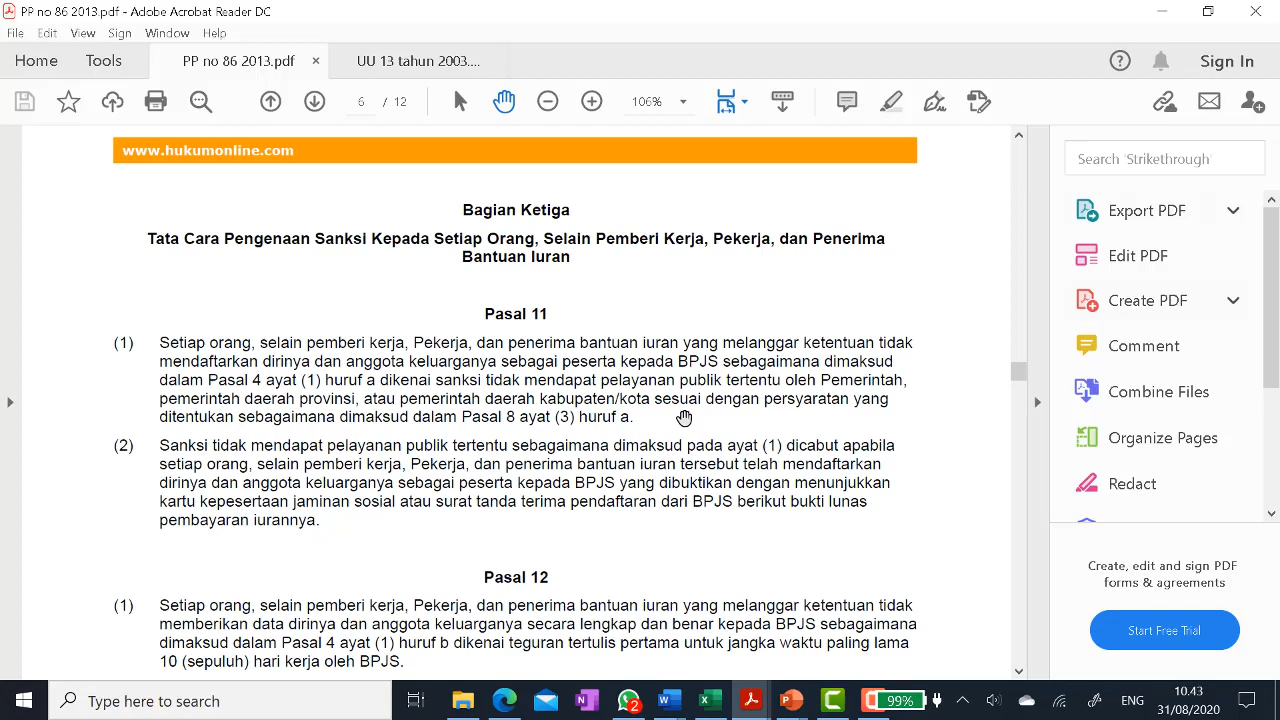 PP no 86 2013.pdf - Adobe Acrobat Reader DC
File Edit View Sign Window Help
Home Tools PP no 86 2013.pdf × UU 13 tahun 2003.... Sign In
6 / 12 106%
www.hukumonline.com
Bagian Ketiga
Tata Cara Pengenaan Sanksi Kepada Setiap Orang, Selain Pemberi Kerja, Pekerja, dan Penerima
Bantuan Iuran
Pasal 11
(1) Setiap orang, selain pemberi kerja, Pekerja, dan penerima bantuan iuran yang melanggar ketentuan tidak
mendaftarkan dirinya dan anggota keluarganya sebagai peserta kepada BPJS sebagaimana dimaksud
dalam Pasal 4 ayat (1) huruf a dikenai sanksi tidak mendapat pelayanan publik tertentu oleh Pemerintah,
pemerintah daerah provinsi, atau pemerintah daerah kabupaten/kota sesuai dengan persyaratan yang
ditentukan sebagaimana dimaksud dalam Pasal 8 ayat (3) huruf a.
(2) Sanksi tidak mendapat pelayanan publik tertentu sebagaimana dimaksud pada ayat (1) dicabut apabila
setiap orang, selain pemberi kerja, Pekerja, dan penerima bantuan iuran tersebut telah mendaftarkan
dirinya dan anggota keluarganya sebagai peserta kepada BPJS yang dibuktikan dengan menunjukkan
kartu kepesertaan jaminan sosial atau surat tanda terima pendaftaran dari BPJS berikut bukti lunas
pembayaran iurannya.
Pasal 12
(1) Setiap orang, selain pemberi kerja, Pekerja, dan penerima bantuan iuran yang melanggar ketentuan tidak
memberikan data dirinya dan anggota keluarganya secara lengkap dan benar kepada BPJS sebagaimana
dimaksud dalam Pasal 4 ayat (1) huruf b dikenai teguran tertulis pertama untuk jangka waktu paling lama
10 (sepuluh) hari kerja oleh BPJS.
Search 'Strikethrough'
Export PDF
Edit PDF
Create PDF
Comment
Combine Files
Organize Pages
Redact
Create, edit and sign PDF
forms & agreements
Start Free Trial
Type here to search
2
99%
ENG
10.43
31/08/2020